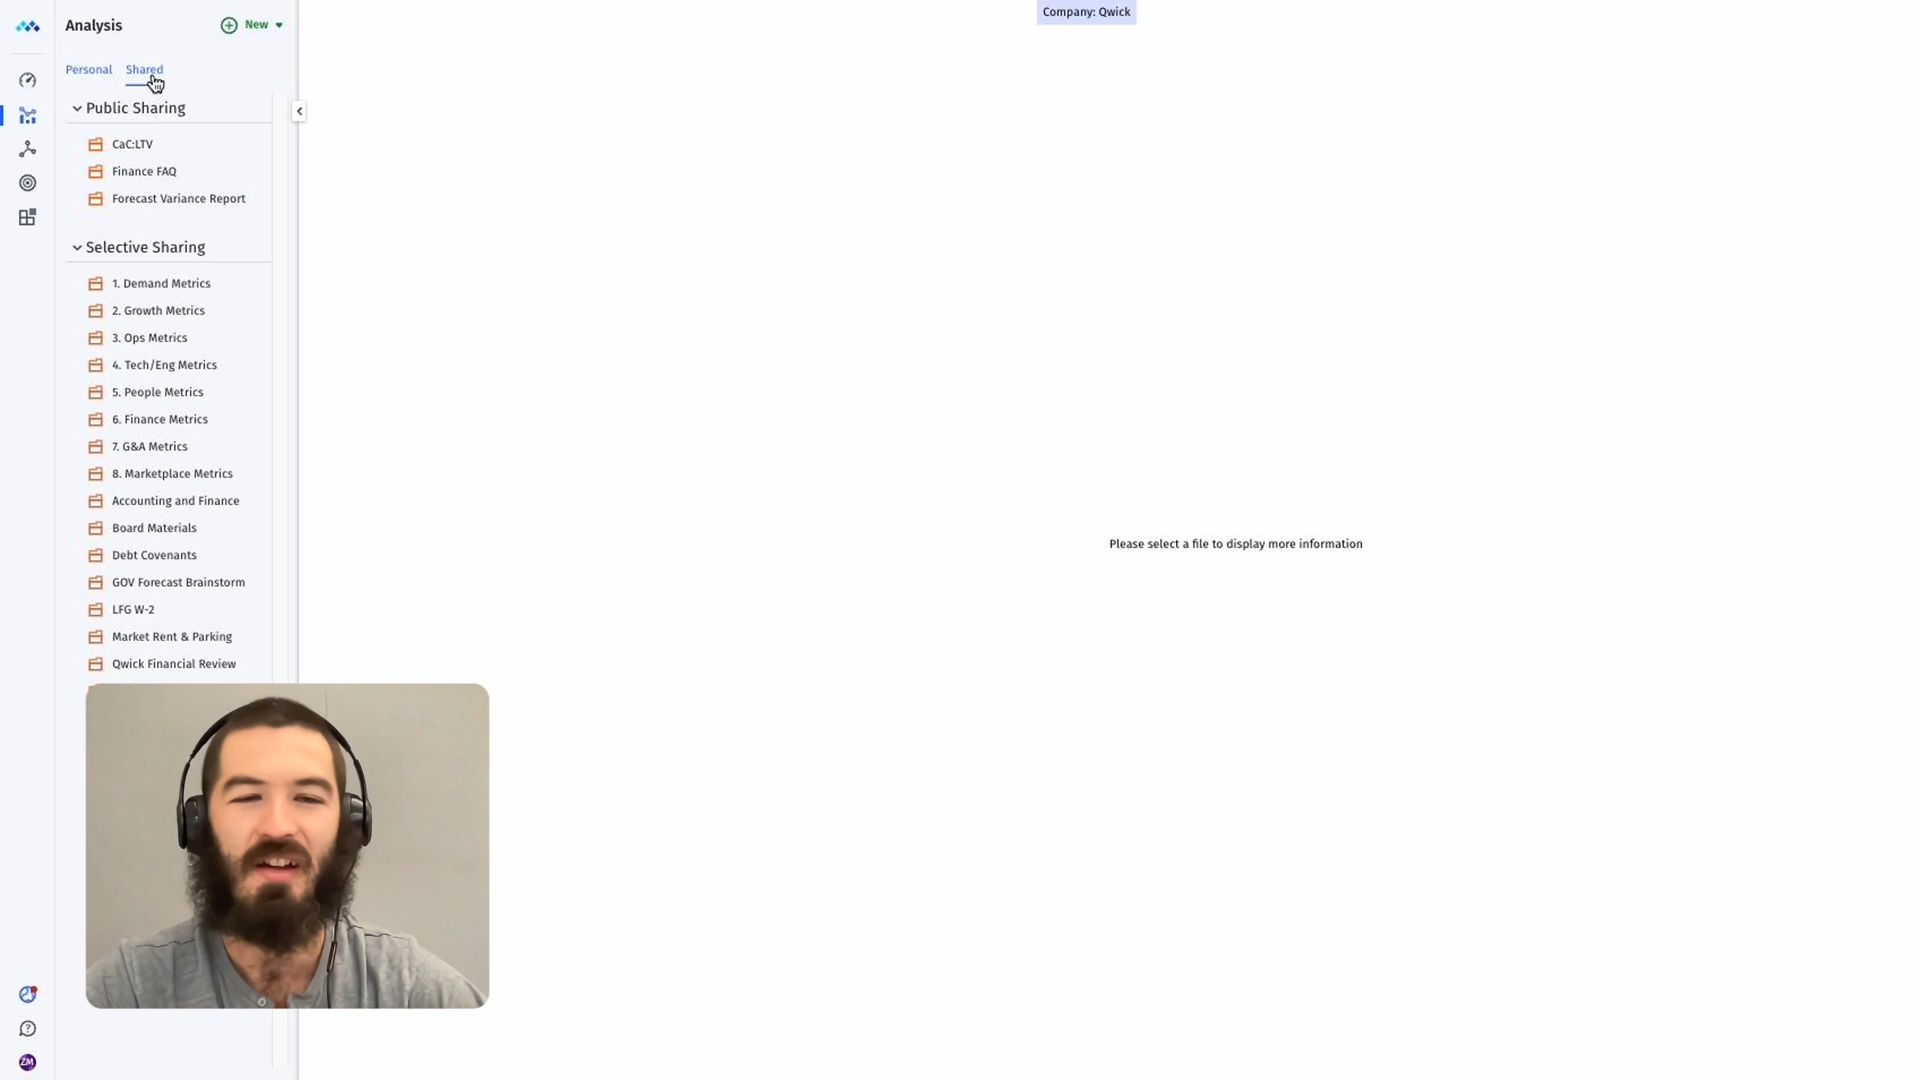 Analysis
New
Company: Qwick
Personal
Shared
Public Sharing
CaC:LTV
Finance FAQ
Forecast Variance Report
Selective Sharing
1. Demand Metrics
2. Growth Metrics
3. Ops Metrics
4. Tech/Eng Metrics
5. People Metrics
6. Finance Metrics
7. G&A Metrics
8. Marketplace Metrics
Accounting and Finance
Board Materials
Debt Covenants
GOV Forecast Brainstorm
LFG W-2
Market Rent & Parking
Qwick Financial Review
Please select a file to display more information
ZM